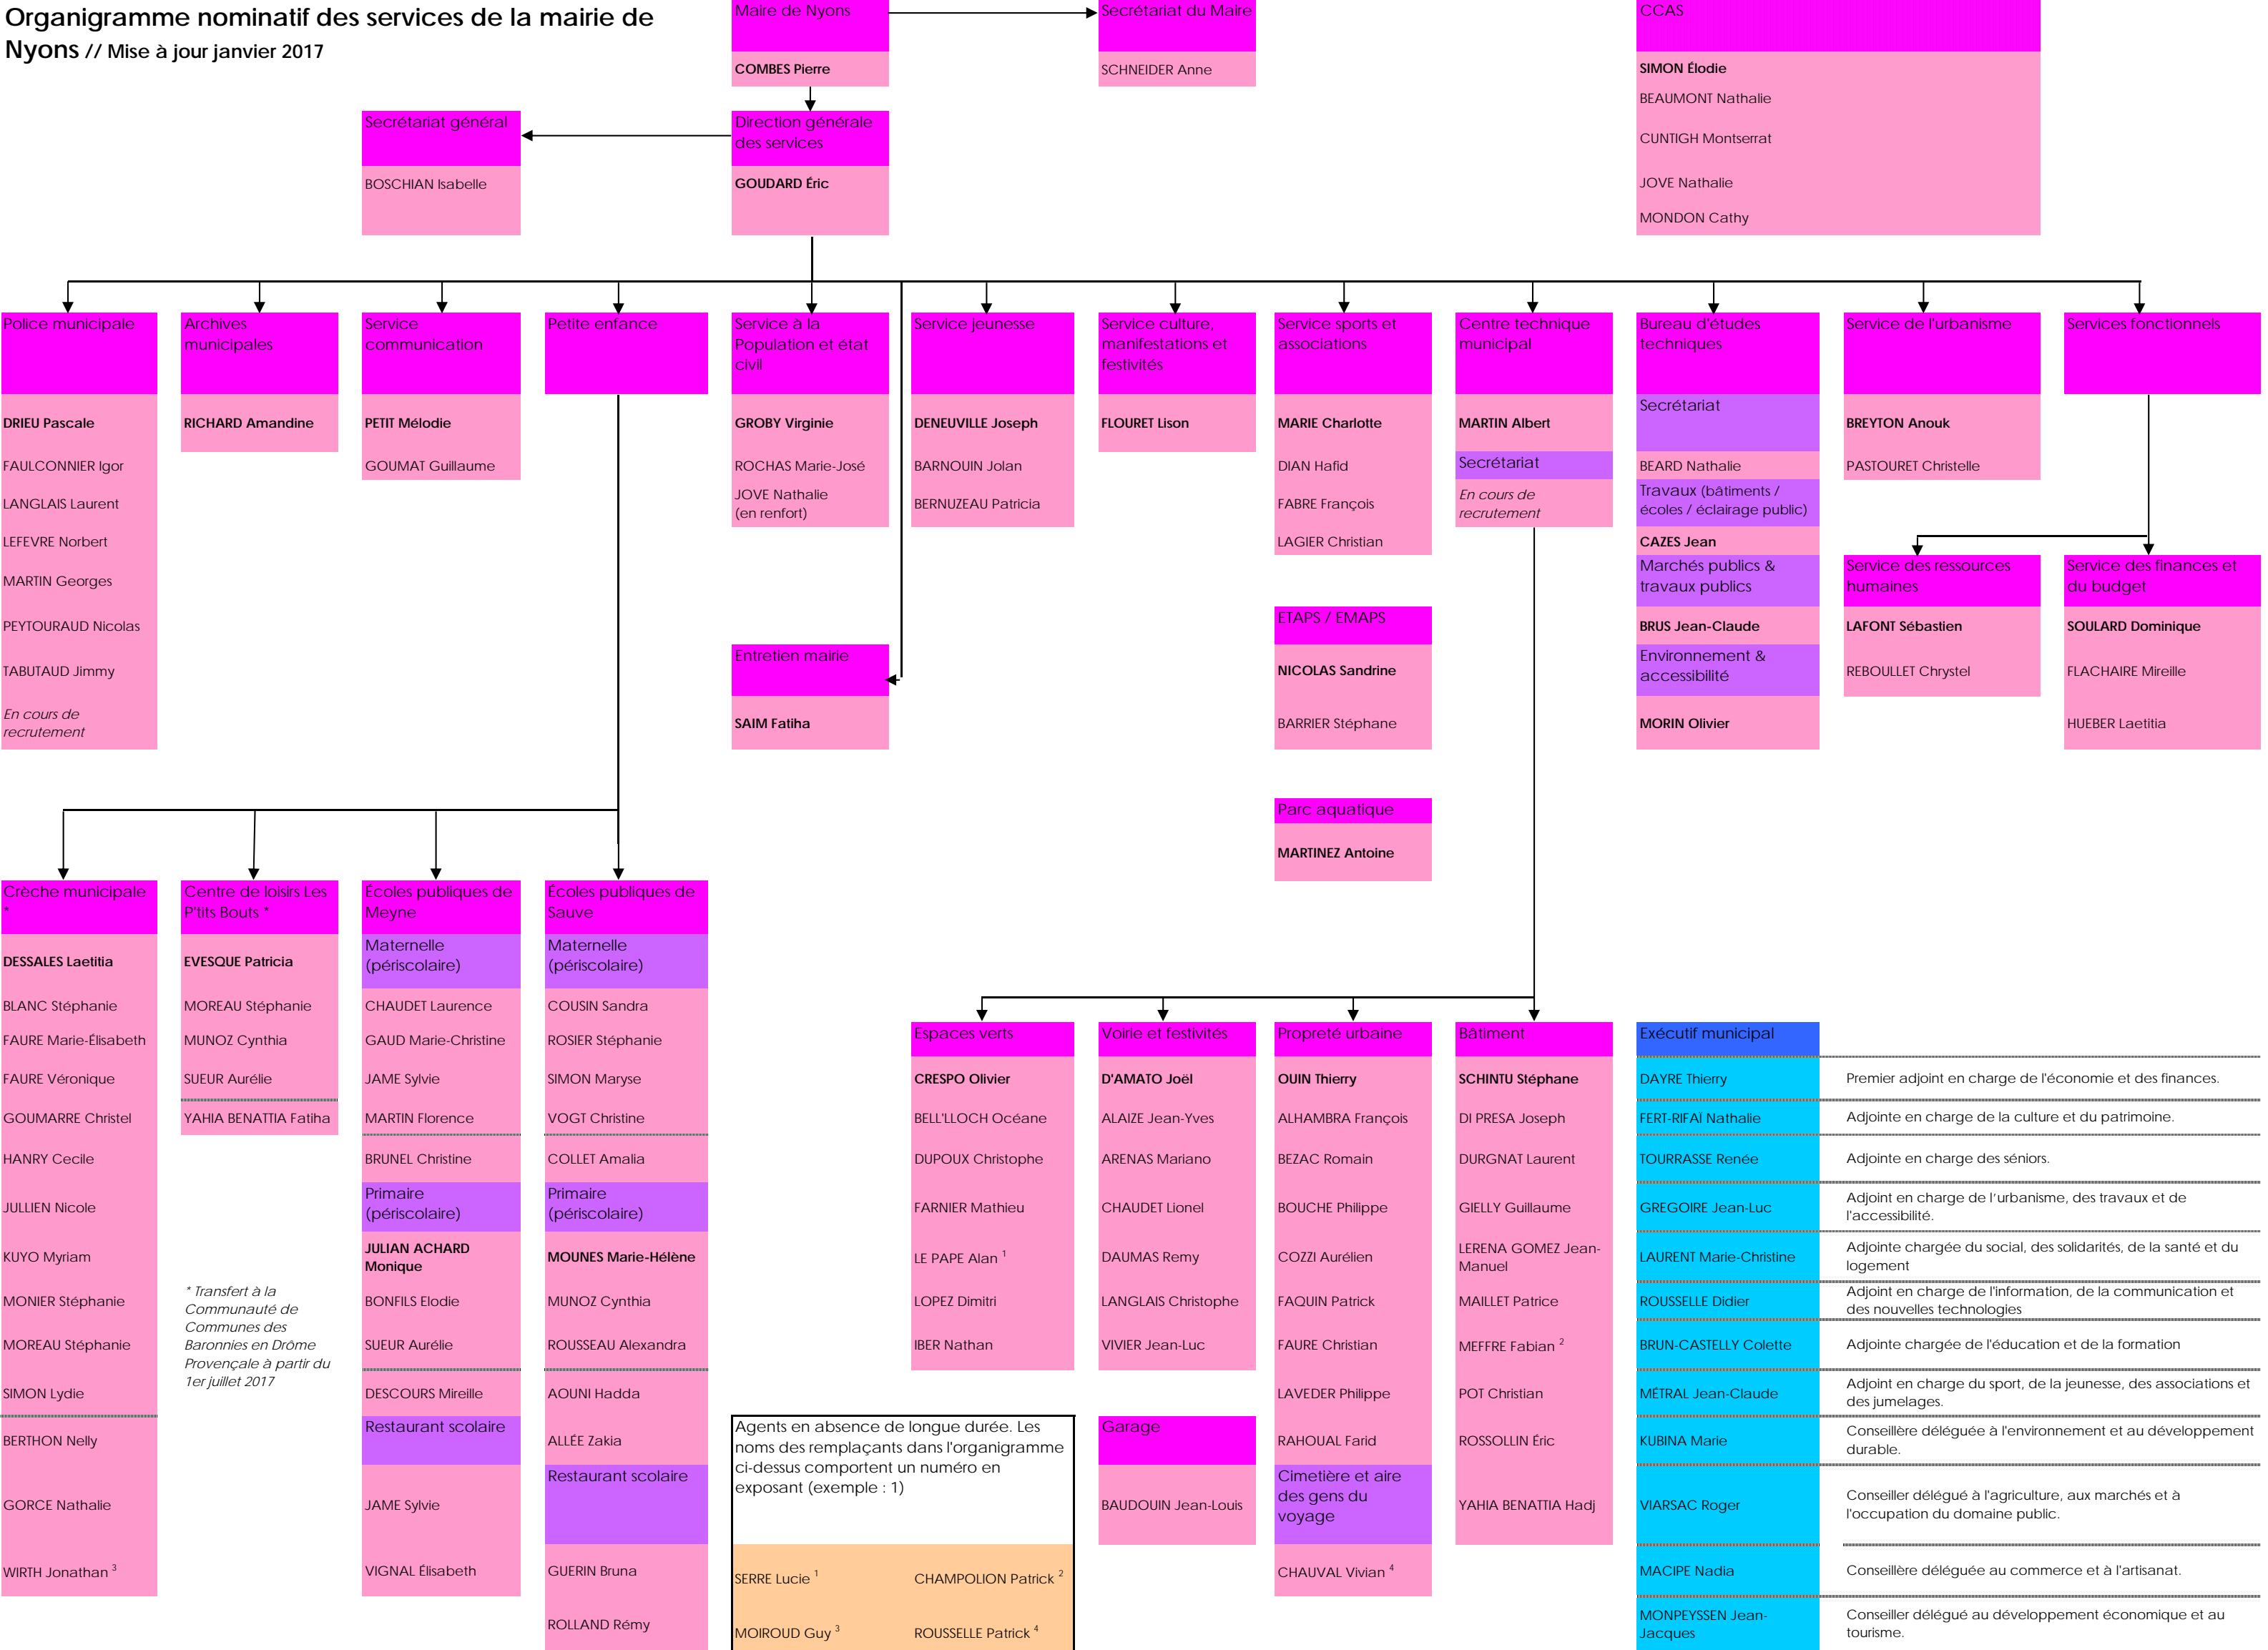 Organigramme nominatif des services de la mairie de
Nyons // Mise à jour janvier 2017
Maire de Nyons
COMBES Pierre
Secrétariat du Maire
SCHNEIDER Anne
CCAS
SIMON Élodie
BEAUMONT Nathalie
CUNTIGH Montserrat
JOVE Nathalie
MONDON Cathy
Secrétariat général
BOSCHIAN Isabelle
Direction générale
des services
GOUDARD Éric
Police municipale
DRIEU Pascale
FAULCONNIER Igor
LANGLAIS Laurent
LEFEVRE Norbert
MARTIN Georges
PEYTOURAUD Nicolas
TABUTAUD Jimmy
En cours de
recrutement
Archives
municipales
RICHARD Amandine
Service
communication
PETIT Mélodie
GOUMAT Guillaume
Petite enfance
Service à la
Population et état
civil
GROBY Virginie
ROCHAS Marie-José
JOVE Nathalie
(en renfort)
Entretien mairie
SAIM Fatiha
Service jeunesse
DENEUVILLE Joseph
BARNOUIN Jolan
BERNUZEAU Patricia
Service culture,
manifestations et
festivités
FLOURET Lison
Service sports et
associations
MARIE Charlotte
DIAN Hafid
FABRE François
LAGIER Christian
ETAPS / EMAPS
NICOLAS Sandrine
BARRIER Stéphane
Parc aquatique
MARTINEZ Antoine
Centre technique
municipal
MARTIN Albert
Secrétariat
En cours de
recrutement
Bureau d'études
techniques
Secrétariat
BEARD Nathalie
Travaux (bâtiments /
écoles / éclairage public)
CAZES Jean
Marchés publics &
travaux publics
BRUS Jean-Claude
Environnement &
accessibilité
MORIN Olivier
Service de l'urbanisme
BREYTON Anouk
PASTOURET Christelle
Services fonctionnels
Service des ressources
humaines
LAFONT Sébastien
REBOULLET Chrystel
Service des finances et
du budget
SOULARD Dominique
FLACHAIRE Mireille
HUEBER Laetitia
Crèche municipale
*
DESSALES Laetitia
BLANC Stéphanie
FAURE Marie-Élisabeth
FAURE Véronique
GOUMARRE Christel
HANRY Cecile
JULLIEN Nicole
KUYO Myriam
MONIER Stéphanie
MOREAU Stéphanie
SIMON Lydie
BERTHON Nelly
GORCE Nathalie
WIRTH Jonathan 3
Centre de loisirs Les
P'tits Bouts *
EVESQUE Patricia
MOREAU Stéphanie
MUNOZ Cynthia
SUEUR Aurélie
YAHIA BENATTIA Fatiha
* Transfert à la
Communauté de
Communes des
Baronnies en Drôme
Provençale à partir du
1er juillet 2017
Écoles publiques de
Meyne
Maternelle
(périscolaire)
CHAUDET Laurence
GAUD Marie-Christine
JAME Sylvie
MARTIN Florence
BRUNEL Christine
Primaire
(périscolaire)
JULIAN ACHARD
Monique
BONFILS Elodie
SUEUR Aurélie
DESCOURS Mireille
Restaurant scolaire
JAME Sylvie
VIGNAL Élisabeth
Écoles publiques de
Sauve
Maternelle
(périscolaire)
COUSIN Sandra
ROSIER Stéphanie
SIMON Maryse
VOGT Christine
COLLET Amalia
Primaire
(périscolaire)
MOUNES Marie-Hélène
MUNOZ Cynthia
ROUSSEAU Alexandra
AOUNI Hadda
ALLÉE Zakia
Restaurant scolaire
GUERIN Bruna
ROLLAND Rémy
Agents en absence de longue durée. Les
noms des remplaçants dans l'organigramme
ci-dessus comportent un numéro en
exposant (exemple : 1)
SERRE Lucie 1
CHAMPOLION Patrick 2
MOIROUD Guy 3
ROUSSELLE Patrick 4
Espaces verts
CRESPO Olivier
BELL'LLOCH Océane
DUPOUX Christophe
FARNIER Mathieu
LE PAPE Alan 1
LOPEZ Dimitri
IBER Nathan
Voirie et festivités
D'AMATO Joël
ALAIZE Jean-Yves
ARENAS Mariano
CHAUDET Lionel
DAUMAS Remy
LANGLAIS Christophe
VIVIER Jean-Luc
Garage
BAUDOUIN Jean-Louis
Propreté urbaine
OUIN Thierry
ALHAMBRA François
BEZAC Romain
BOUCHE Philippe
COZZI Aurélien
FAQUIN Patrick
FAURE Christian
LAVEDER Philippe
RAHOUAL Farid
Cimetière et aire
des gens du
voyage
CHAUVAL Vivian 4
Bâtiment
SCHINTU Stéphane
DI PRESA Joseph
DURGNAT Laurent
GIELLY Guillaume
LERENA GOMEZ Jean-
Manuel
MAILLET Patrice
MEFFRE Fabian 2
POT Christian
ROSSOLLIN Éric
YAHIA BENATTIA Hadj
Exécutif municipal
DAYRE Thierry
Premier adjoint en charge de l'économie et des finances.
FERT-RIFAÏ Nathalie
Adjointe en charge de la culture et du patrimoine.
TOURRASSE Renée
Adjointe en charge des séniors.
GREGOIRE Jean-Luc
Adjoint en charge de l'urbanisme, des travaux et de
l'accessibilité.
LAURENT Marie-Christine
Adjointe chargée du social, des solidarités, de la santé et du
logement
ROUSSELLE Didier
Adjoint en charge de l'information, de la communication et
des nouvelles technologies
BRUN-CASTELLY Colette
Adjointe chargée de l'éducation et de la formation
MÉTRAL Jean-Claude
Adjoint en charge du sport, de la jeunesse, des associations et
des jumelages.
KUBINA Marie
Conseillère déléguée à l'environnement et au développement
durable.
VIARSAC Roger
Conseiller délégué à l'agriculture, aux marchés et à
l'occupation du domaine public.
MACIPE Nadia
Conseillère déléguée au commerce et à l'artisanat.
MONPEYSSEN Jean-
Jacques
Conseiller délégué au développement économique et au
tourisme.